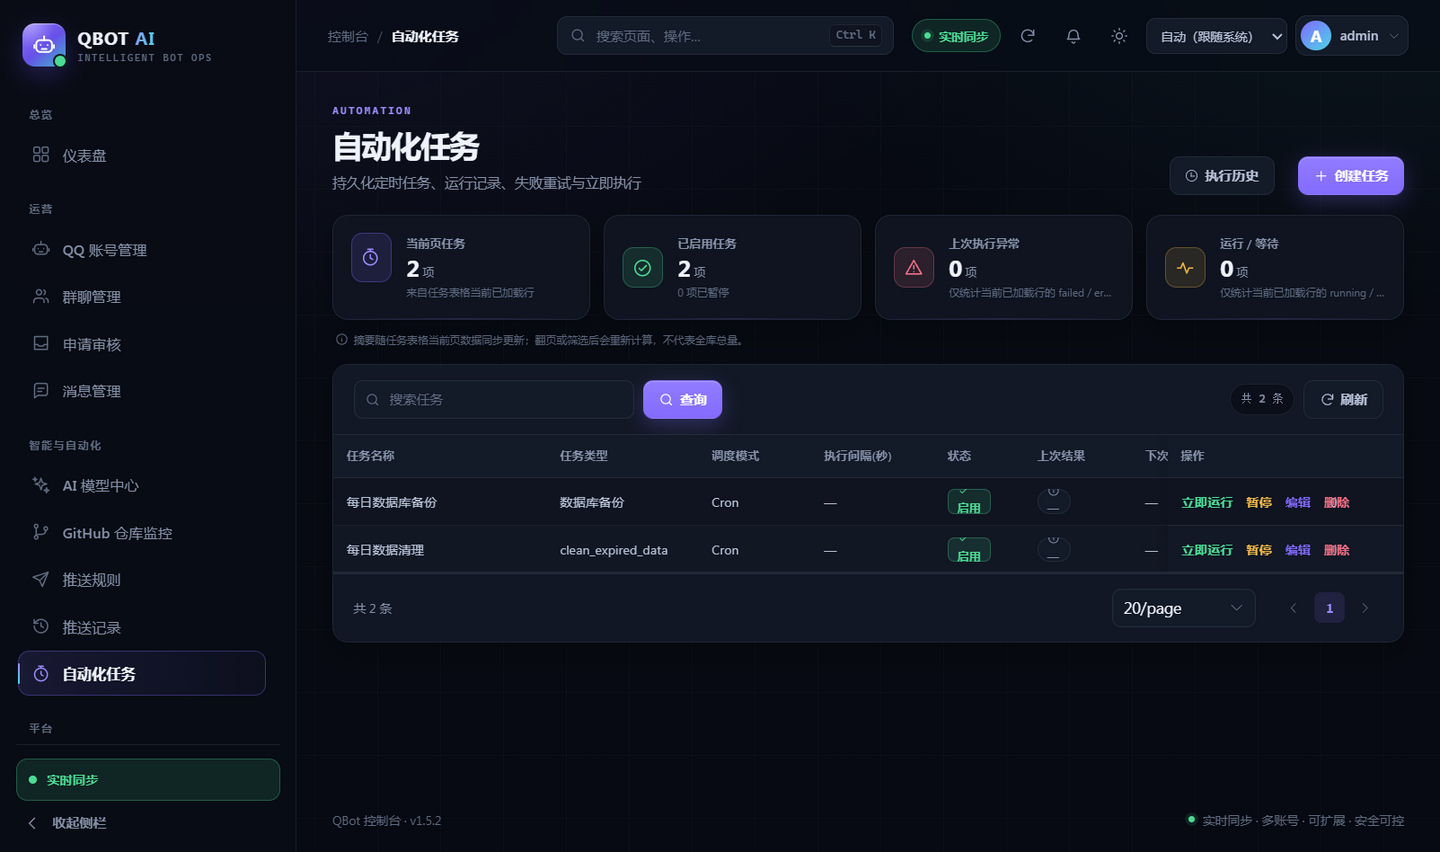 QBOT AI
INTELLIGENT BOT OPS
总览
仪表盘
运营
QQ 账号管理
群聊管理
申请审核
消息管理
智能与自动化
AI 模型中心
GitHub 仓库监控
推送规则
推送记录
自动化任务
平台
实时同步
收起侧栏
控制台 / 自动化任务
搜索页面、操作... Ctrl K
实时同步
自动（跟随系统）
A admin
AUTOMATION
自动化任务
持久化定时任务、运行记录、失败重试与立即执行
执行历史
创建任务
当前页任务
2 项
来自任务表格当前已加载行
已启用任务
2 项
0 项已暂停
上次执行异常
0 项
仅统计当前已加载行的 failed / er...
运行 / 等待
0 项
仅统计当前已加载行的 running / ...
摘要随任务表格当前页数据同步更新；翻页或筛选后会重新计算，不代表全库总量。
搜索任务
查询
共 2 条
刷新
任务名称 任务类型 调度模式 执行间隔(秒) 状态 上次结果 下次 操作
每日数据库备份 数据库备份 Cron — 启用 — — 立即运行 暂停 编辑 删除
每日数据清理 clean_expired_data Cron — 启用 — — 立即运行 暂停 编辑 删除
共 2 条
20/page
1
QBot 控制台 · v1.5.2
实时同步 · 多账号 · 可扩展 · 安全可控